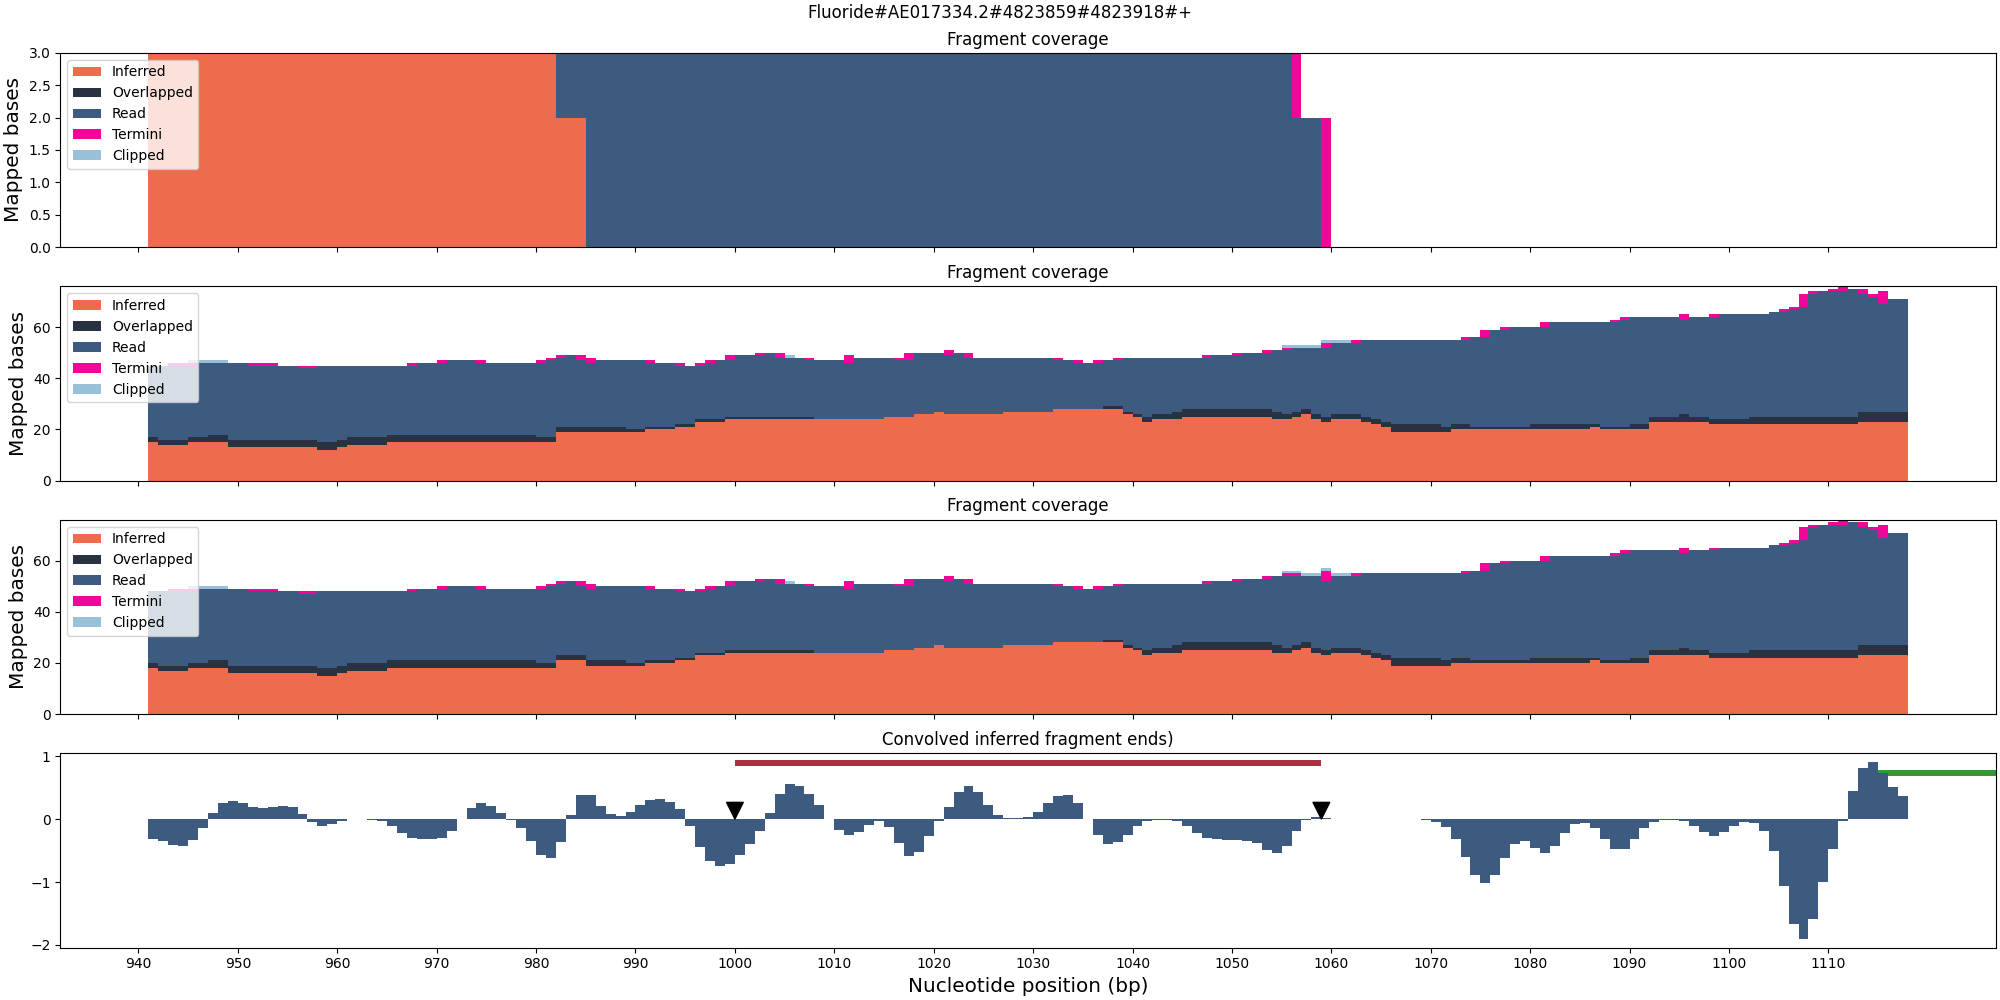 Fluoride#AE017334.2#4823859#4823918#+
Fragment coverage
3.0
2.5
2.0
1.5
1.0
0.5
0.0
Mapped bases
Inferred
Overlapped
Read
Termini
Clipped
Fragment coverage
60
40
20
0
Mapped bases
Inferred
Overlapped
Read
Termini
Clipped
Fragment coverage
60
40
20
0
Mapped bases
Inferred
Overlapped
Read
Termini
Clipped
Convolved inferred fragment ends)
1
0
−1
−2
940 950 960 970 980 990 1000 1010 1020 1030 1040 1050 1060 1070 1080 1090 1100 1110
Nucleotide position (bp)